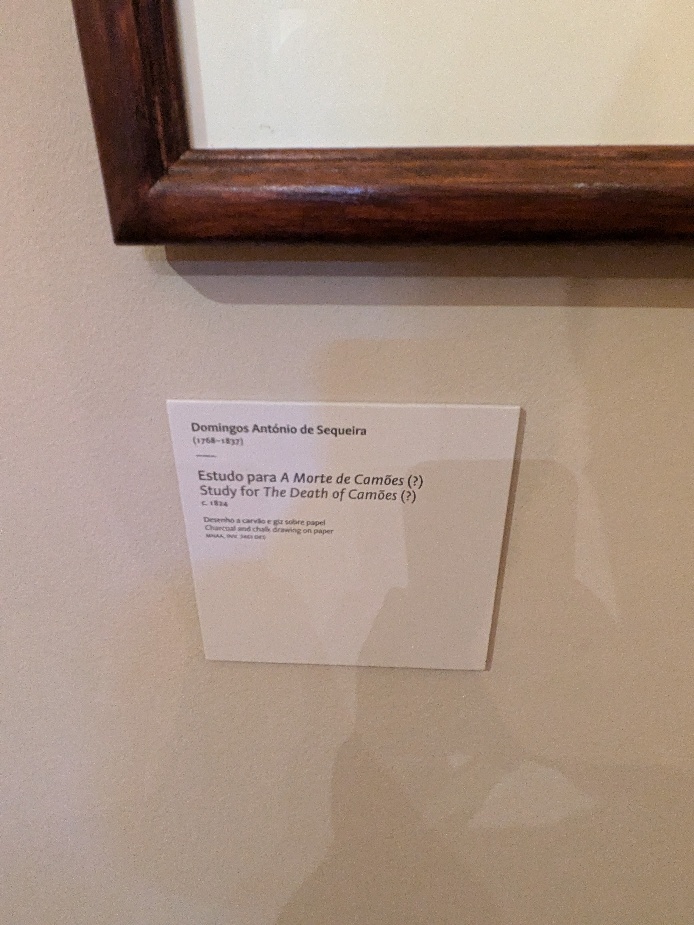 Domingos António de Sequeira
(1768–1837)
Estudo para A Morte de Camões (?)
Study for The Death of Camões (?)
c. 1824
Desenho a carvão e giz sobre papel
Charcoal and chalk drawing on paper
MNAA, INV.